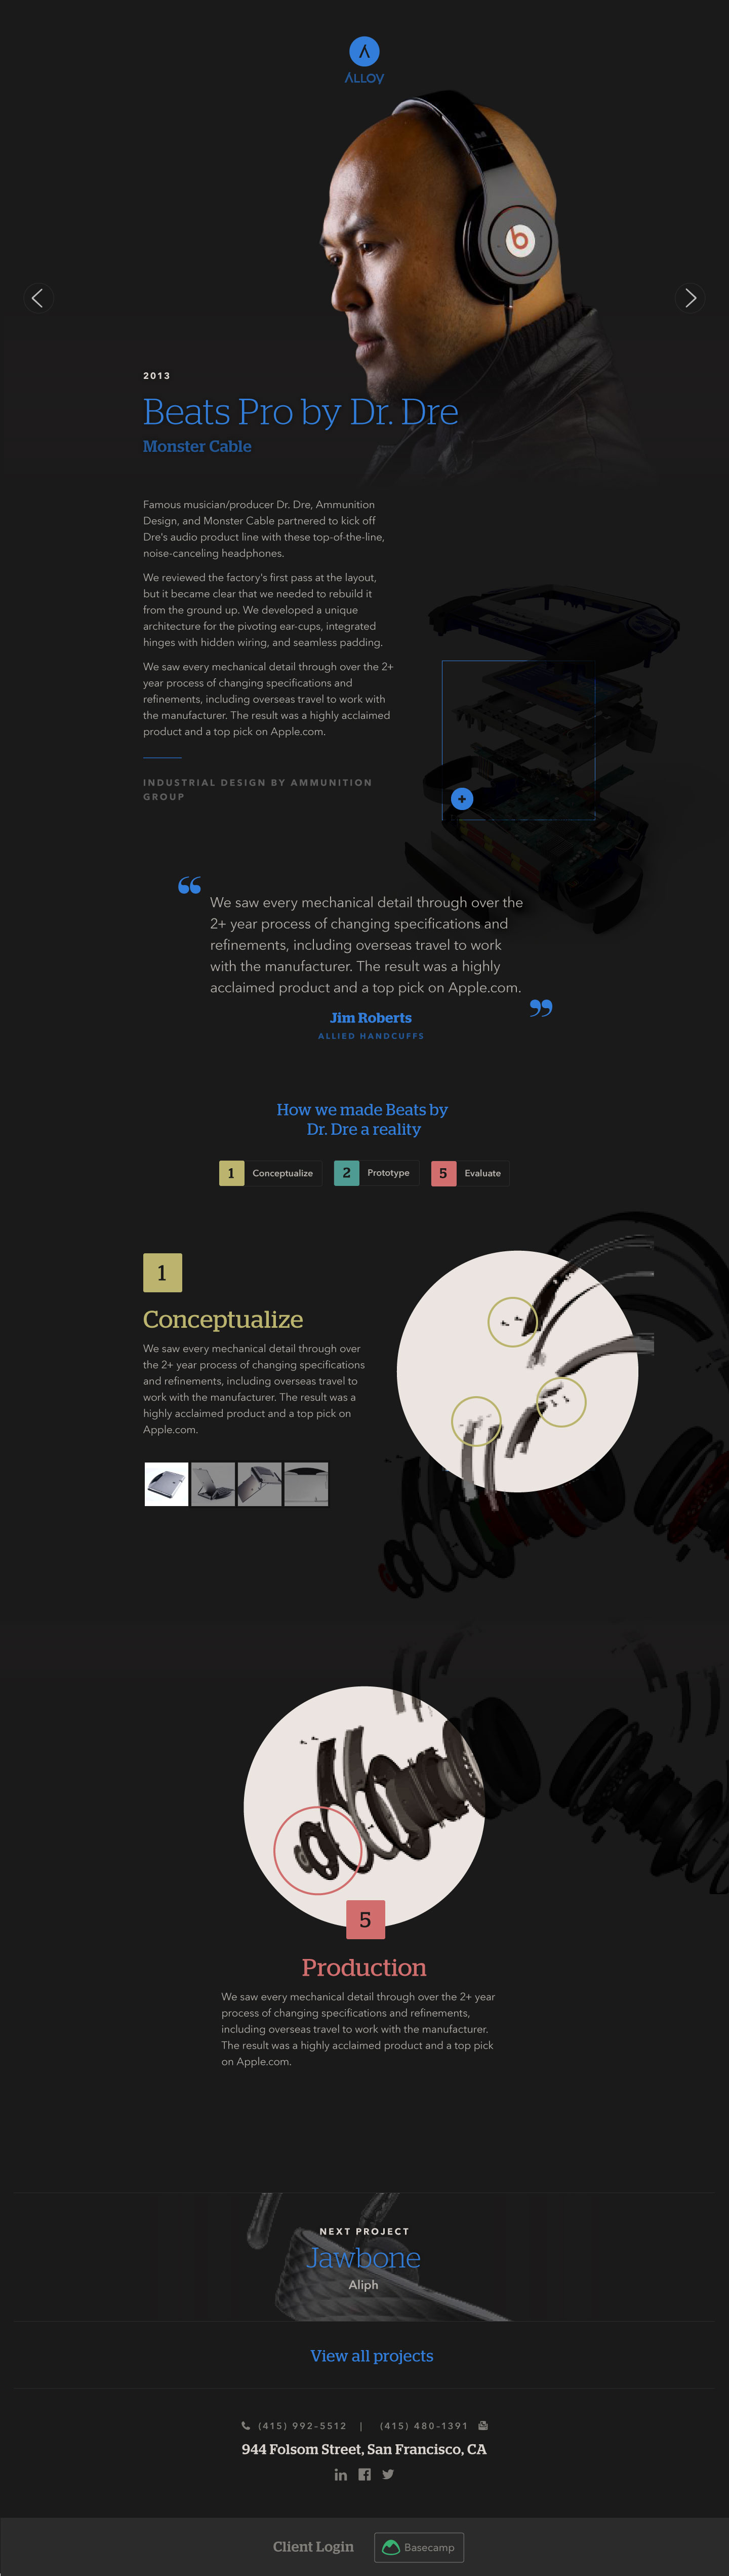 ALLOY
2013
Beats Pro by Dr. Dre
Monster Cable
Famous musician/producer Dr. Dre, Ammunition
Design, and Monster Cable partnered to kick off
Dre's audio product line with these top-of-the-line,
noise-canceling headphones.
We reviewed the factory's first pass at the layout,
but it became clear that we needed to rebuild it
from the ground up. We developed a unique
architecture for the pivoting ear-cups, integrated
hinges with hidden wiring, and seamless padding.
We saw every mechanical detail through over the 2+
year process of changing specifications and
refinements, including overseas travel to work with
the manufacturer. The result was a highly acclaimed
product and a top pick on Apple.com.
INDUSTRIAL DESIGN BY AMMUNITION
GROUP
“
We saw every mechanical detail through over the
2+ year process of changing specifications and
refinements, including overseas travel to work
with the manufacturer. The result was a highly
acclaimed product and a top pick on Apple.com.
”
Jim Roberts
ALLIED HANDCUFFS
How we made Beats by
Dr. Dre a reality
1 Conceptualize 2 Prototype 5 Evaluate
1
Conceptualize
We saw every mechanical detail through over
the 2+ year process of changing specifications
and refinements, including overseas travel to
work with the manufacturer. The result was a
highly acclaimed product and a top pick on
Apple.com.
5
Production
We saw every mechanical detail through over the 2+ year
process of changing specifications and refinements,
including overseas travel to work with the manufacturer.
The result was a highly acclaimed product and a top pick
on Apple.com.
NEXT PROJECT
Jawbone
Aliph
View all projects
(415) 992-5512 | (415) 480-1391
944 Folsom Street, San Francisco, CA
Client Login Basecamp